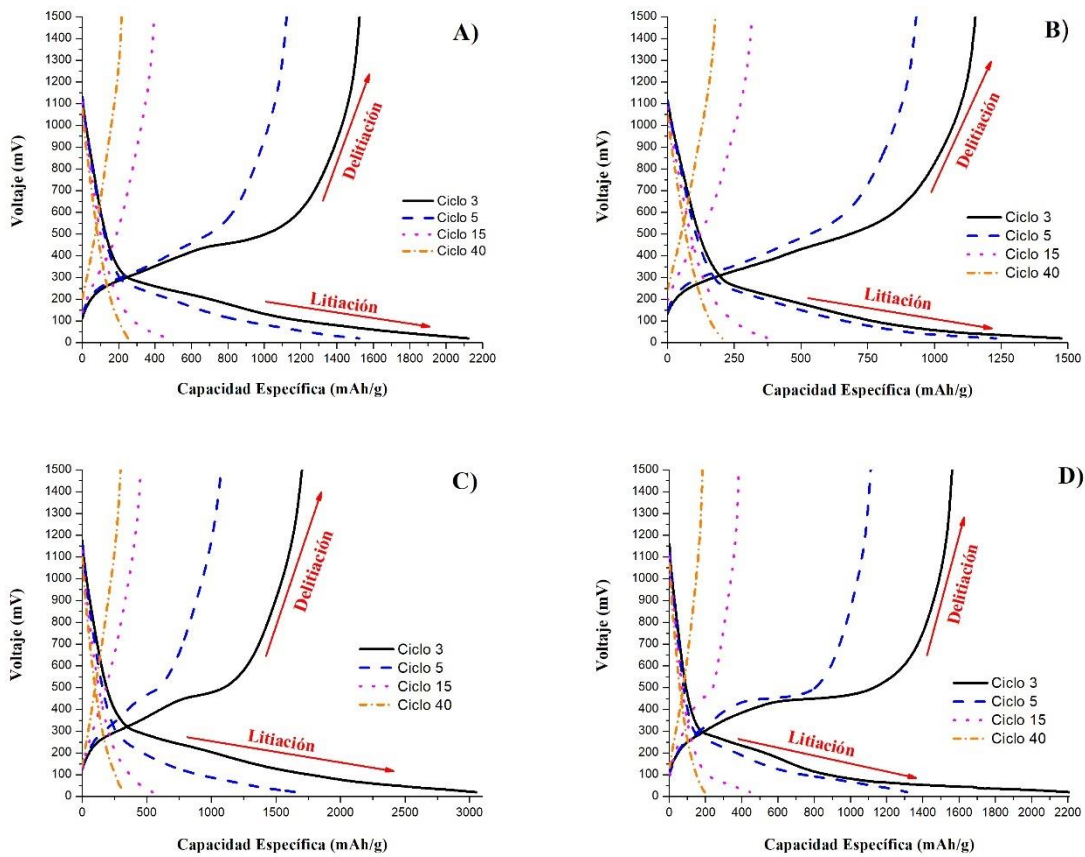 A)
1500
1400
1300
1200
1100
1000
900
800
700
600
500
400
300
200
100
0
Voltaje (mV)
Delitiación
Ciclo 3
Ciclo 5
Ciclo 15
Ciclo 40
Litiación
0 200 400 600 800 1000 1200 1400 1600 1800 2000 2200
Capacidad Específica (mAh/g)
B)
1500
1400
1300
1200
1100
1000
900
800
700
600
500
400
300
200
100
0
Voltaje (mV)
Delitiación
Ciclo 3
Ciclo 5
Ciclo 15
Ciclo 40
Litiación
0 250 500 750 1000 1250 1500
Capacidad Específica (mAh/g)
C)
1500
1400
1300
1200
1100
1000
900
800
700
600
500
400
300
200
100
0
Voltaje (mV)
Delitiación
Ciclo 3
Ciclo 5
Ciclo 15
Ciclo 40
Litiación
0 500 1000 1500 2000 2500 3000
Capacidad Específica (mAh/g)
D)
1500
1400
1300
1200
1100
1000
900
800
700
600
500
400
300
200
100
0
Voltaje (mV)
Delitiación
Ciclo 3
Ciclo 5
Ciclo 15
Ciclo 40
Litiación
0 200 400 600 800 1000 1200 1400 1600 1800 2000 2200
Capacidad Específica (mAh/g)